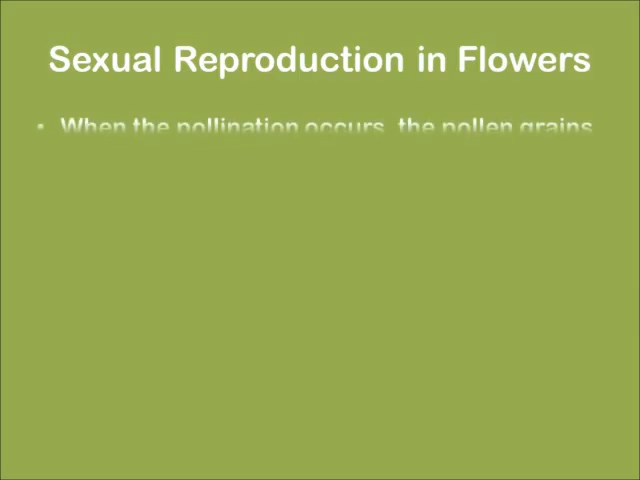 Sexual Reproduction in Flowers
• When the pollination occurs, the pollen grains